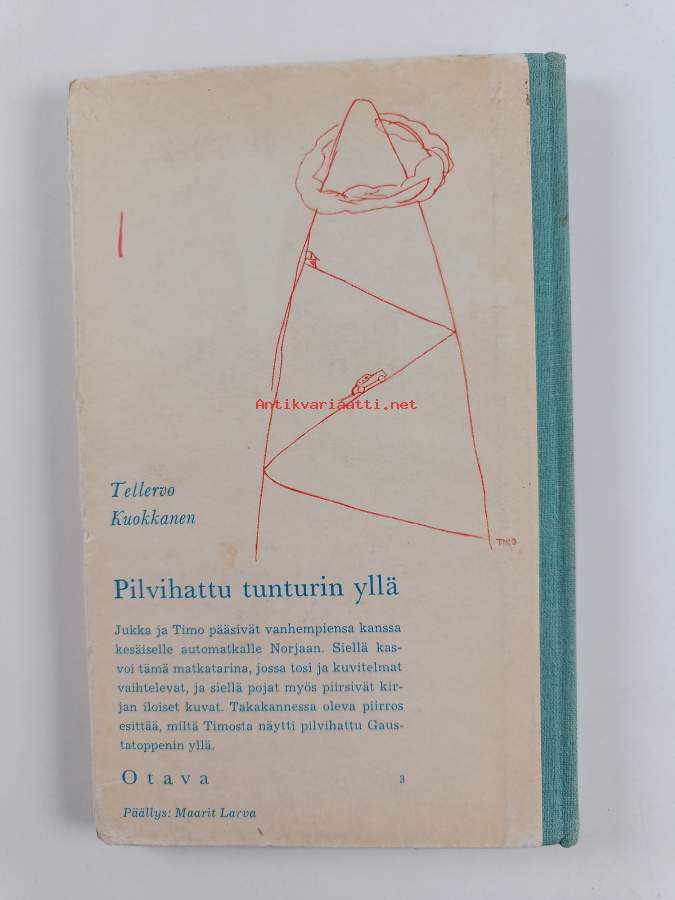 Antikvariaatti.net
Tellervo
Kuokkanen
Pilvihattu tunturin yllä
Jukka ja Timo pääsivät vanhempiensa kanssa
kesäiselle automatkalle Norjaan. Siellä kas-
voi tämä matkatarina, jossa tosi ja kuvitelmat
vaihtelevat, ja siellä pojat myös piirsivät kir-
jan iloiset kuvat. Takakannessa oleva piirros
esittää, miltä Timosta näytti pilvihattu Gaus-
tatoppenin yllä.
Otava 3
Päällys: Maarit Larva